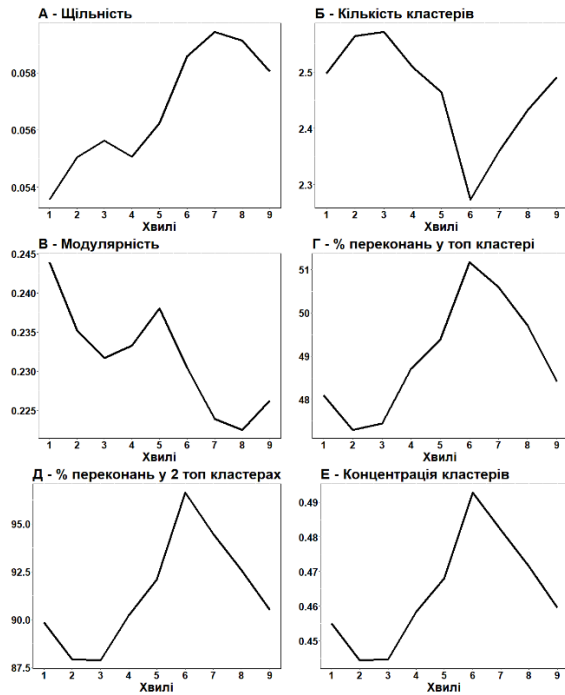 А - Щільність
0.058
0.056
0.054
1 2 3 4 5 6 7 8 9
Хвилі
Б - Кількість кластерів
2.5
2.4
2.3
1 2 3 4 5 6 7 8 9
Хвилі
В - Модулярність
0.245
0.240
0.235
0.230
0.225
1 2 3 4 5 6 7 8 9
Хвилі
Г - % переконань у топ кластері
51
50
49
48
1 2 3 4 5 6 7 8 9
Хвилі
Д - % переконань у 2 топ кластерах
95.0
92.5
90.0
87.5
1 2 3 4 5 6 7 8 9
Хвилі
Е - Концентрація кластерів
0.49
0.48
0.47
0.46
0.45
1 2 3 4 5 6 7 8 9
Хвилі